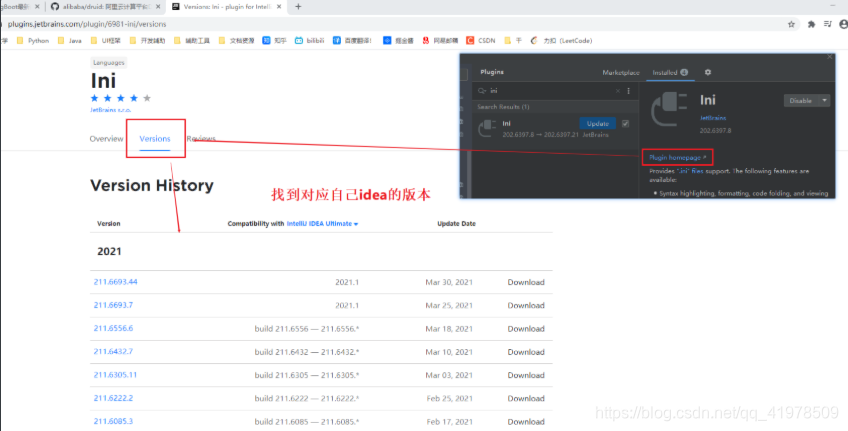 gBoot最新
alibaba/druid: 阿里云计算平台
Versions: Ini - plugin for Intell
plugins.jetbrains.com/plugin/6981-ini/versions
学 Python Java UI框架 开发辅助 辅助工具 文档资源 知乎 bilibili 百度翻译! 掘金播 网易邮箱 CSDN 千 力扣 (LeetCode)
Languages
Ini
JetBrains s.r.o.
Overview Versions Reviews
Version History
找到对应自己idea的版本
Version Compatibility with IntelliJ IDEA Ultimate Update Date
2021
211.6693.44 2021.1 Mar 30, 2021 Download
211.6693.7 2021.1 Mar 25, 2021 Download
211.6556.6 build 211.6556 — 211.6556.* Mar 18, 2021 Download
211.6432.7 build 211.6432 — 211.6432.* Mar 10, 2021 Download
211.6305.11 build 211.6305 — 211.6305.* Mar 03, 2021 Download
211.6222.2 build 211.6222 — 211.6222.* Feb 25, 2021 Download
211.6085.3 build 211.6085 — 211.6085.* Feb 17, 2021 Download
Plugins Marketplace Installed
ini
Search Results (1)
Ini Update
202.6397.8 → 202.6397.21 JetBrains
Ini Disable
JetBrains
202.6397.8
Plugin homepage ↗
Provides '.ini' files support. The following features are
available:
• Syntax highlighting, formatting, code folding, and viewing
https://blog.csdn.net/qq_41978509